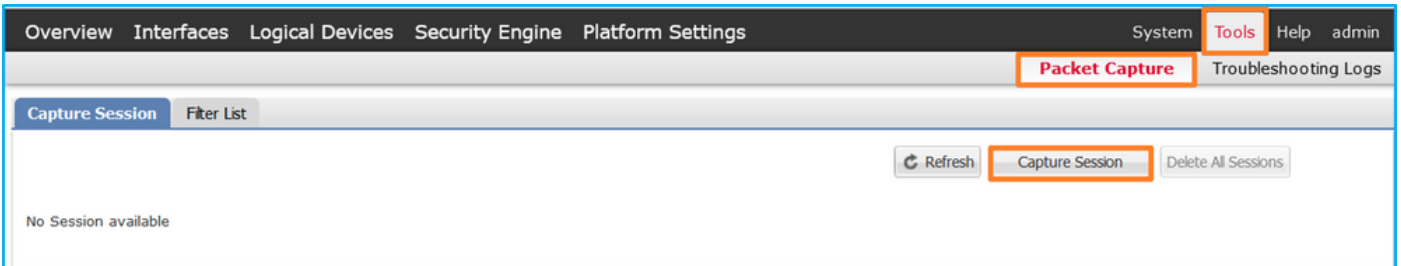 Overview Interfaces Logical Devices Security Engine Platform Settings System Tools Help admin
Packet Capture Troubleshooting Logs
Capture Session Filter List
Refresh Capture Session Delete All Sessions
No Session available